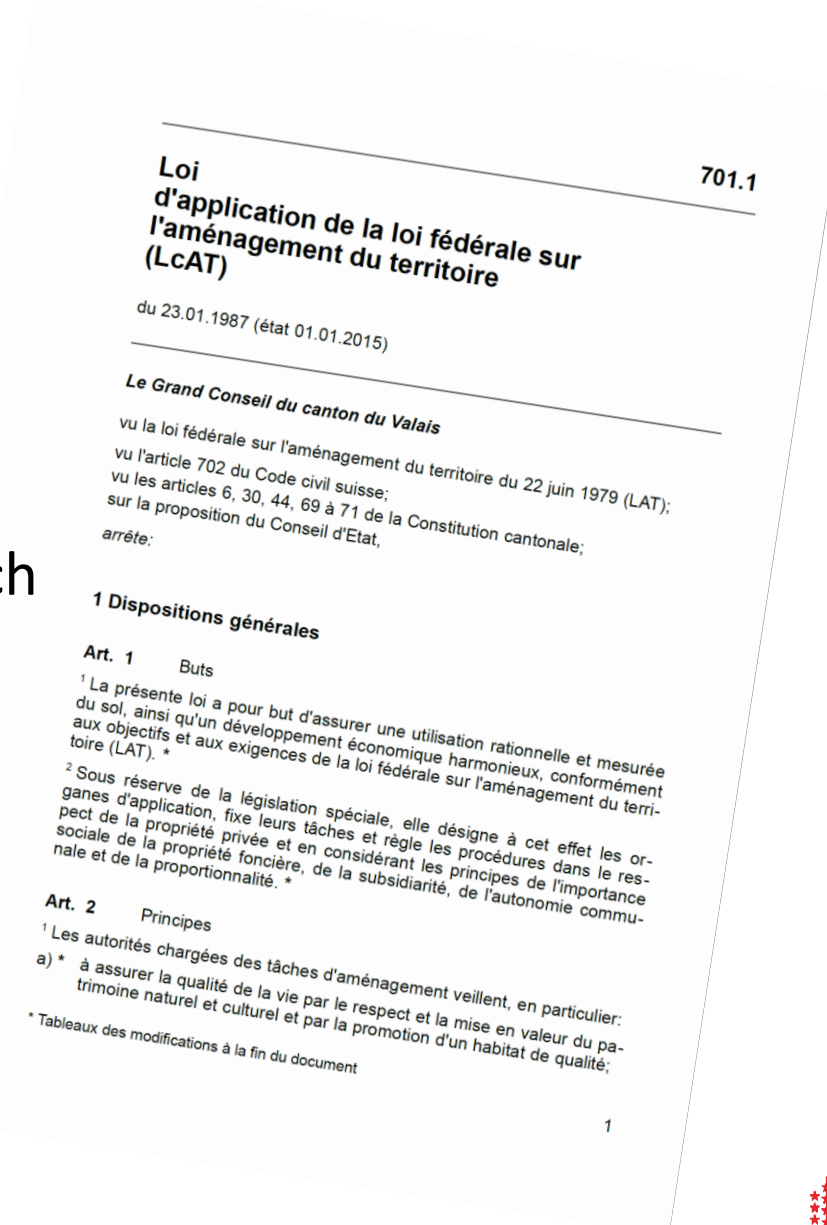 701.1
Loi
d'application de la loi fédérale sur
l'aménagement du territoire
(LcAT)
du 23.01.1987 (état 01.01.2015)
Le Grand Conseil du canton du Valais
vu la loi fédérale sur l'aménagement du territoire du 22 juin 1979 (LAT);
vu l'article 702 du Code civil suisse;
vu les articles 6, 30, 44, 69 à 71 de la Constitution cantonale;
sur la proposition du Conseil d'Etat,
arrête:
ch
1 Dispositions générales
Art. 1 Buts
¹ La présente loi a pour but d'assurer une utilisation rationnelle et mesurée
du sol, ainsi qu'un développement économique harmonieux, conformément
aux objectifs et aux exigences de la loi fédérale sur l'aménagement du terri-
toire (LAT). *
² Sous réserve de la législation spéciale, elle désigne à cet effet les or-
ganes d'application, fixe leurs tâches et règle les procédures dans le res-
pect de la propriété privée et en considérant les principes de l'importance
sociale de la propriété foncière, de la subsidiarité, de l'autonomie commu-
nale et de la proportionnalité. *
Art. 2 Principes
¹ Les autorités chargées des tâches d'aménagement veillent, en particulier:
a) * à assurer la qualité de la vie par le respect et la mise en valeur du pa-
trimoine naturel et culturel et par la promotion d'un habitat de qualité;
* Tableaux des modifications à la fin du document
1